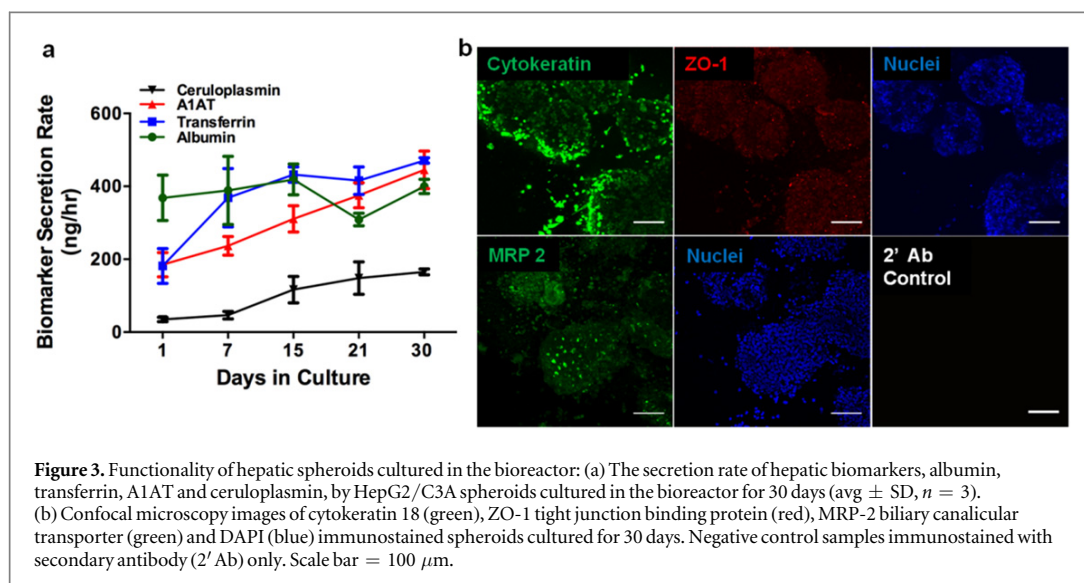 a
Ceruloplasmin
A1AT
Transferrin
Albumin
Biomarker Secretion Rate
(ng/hr)
600
400
200
0
1 7 15 21 30
Days in Culture
b
Cytokeratin
ZO-1
Nuclei
MRP 2
Nuclei
2' Ab
Control
Figure 3. Functionality of hepatic spheroids cultured in the bioreactor: (a) The secretion rate of hepatic biomarkers, albumin,
transferrin, A1AT and ceruloplasmin, by HepG2/C3A spheroids cultured in the bioreactor for 30 days (avg ± SD, n = 3).
(b) Confocal microscopy images of cytokeratin 18 (green), ZO-1 tight junction binding protein (red), MRP-2 biliary canalicular
transporter (green) and DAPI (blue) immunostained spheroids cultured for 30 days. Negative control samples immunostained with
secondary antibody (2′ Ab) only. Scale bar = 100 μm.